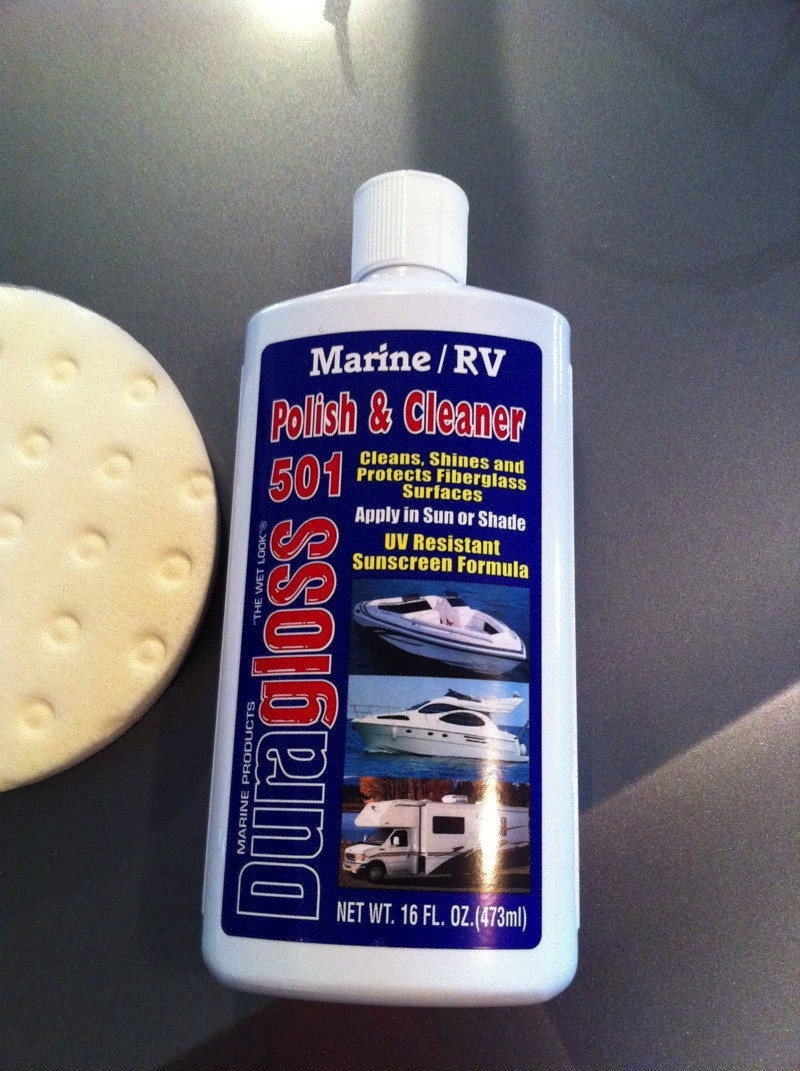 Marine / RV
Polish & Cleaner
501
Cleans, Shines and
Protects Fiberglass
Surfaces
Apply in Sun or Shade
UV Resistant
Sunscreen Formula
"THE WET LOOK"®
MARINE PRODUCTS
Duragloss
NET WT. 16 FL. OZ.(473ml)